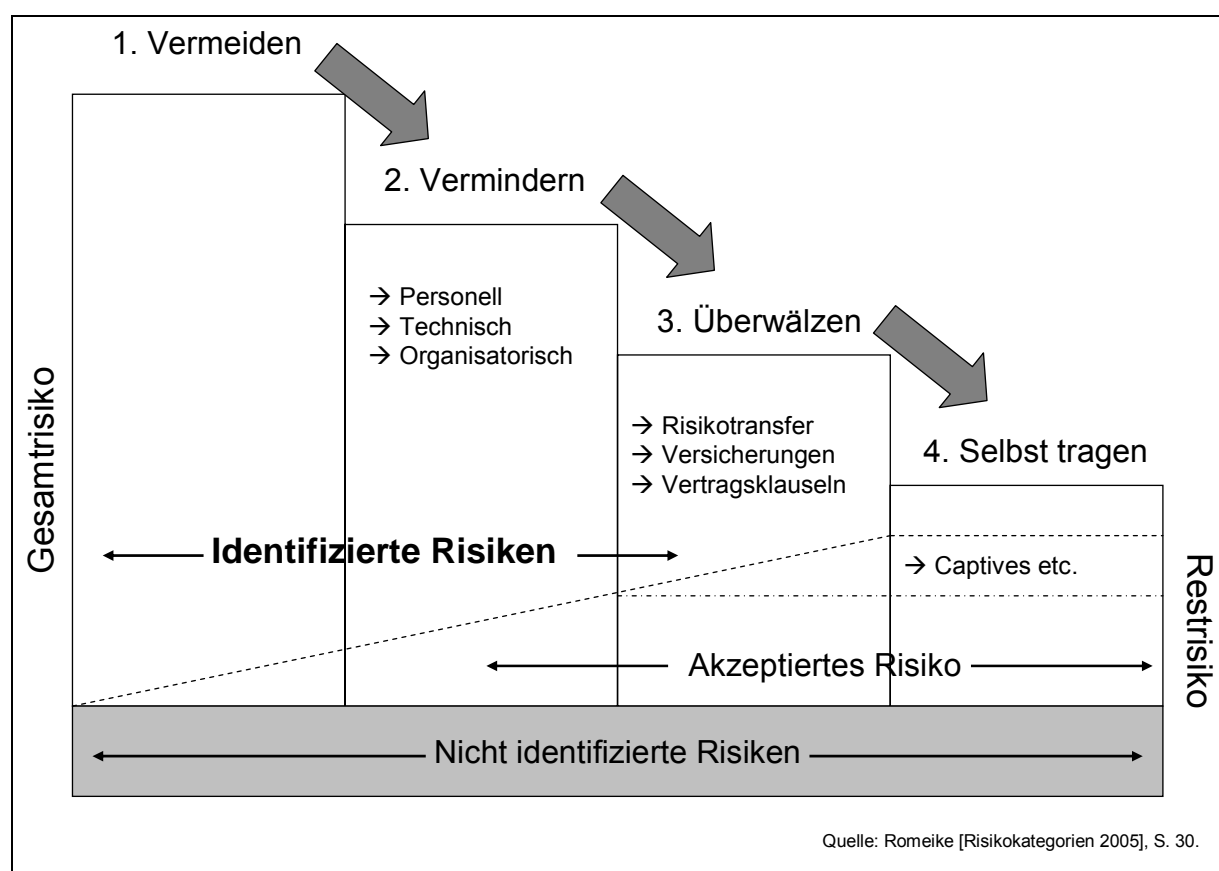 1. Vermeiden
2. Vermindern
→ Personell
→ Technisch
→ Organisatorisch
3. Überwälzen
→ Risikotransfer
→ Versicherungen
→ Vertragsklauseln
4. Selbst tragen
→ Captives etc.
Gesamtrisiko
Identifizierte Risiken
Akzeptiertes Risiko
Restrisiko
Nicht identifizierte Risiken
Quelle: Romeike [Risikokategorien 2005], S. 30.